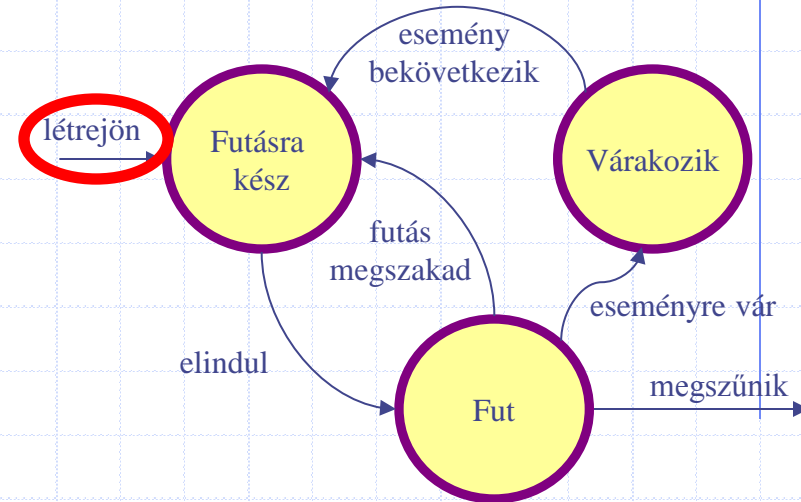 esemény
bekövetkezik
létrejön
Futásra
kész
Várakozik
futás
megszakad
eseményre vár
elindul
megszűnik
Fut